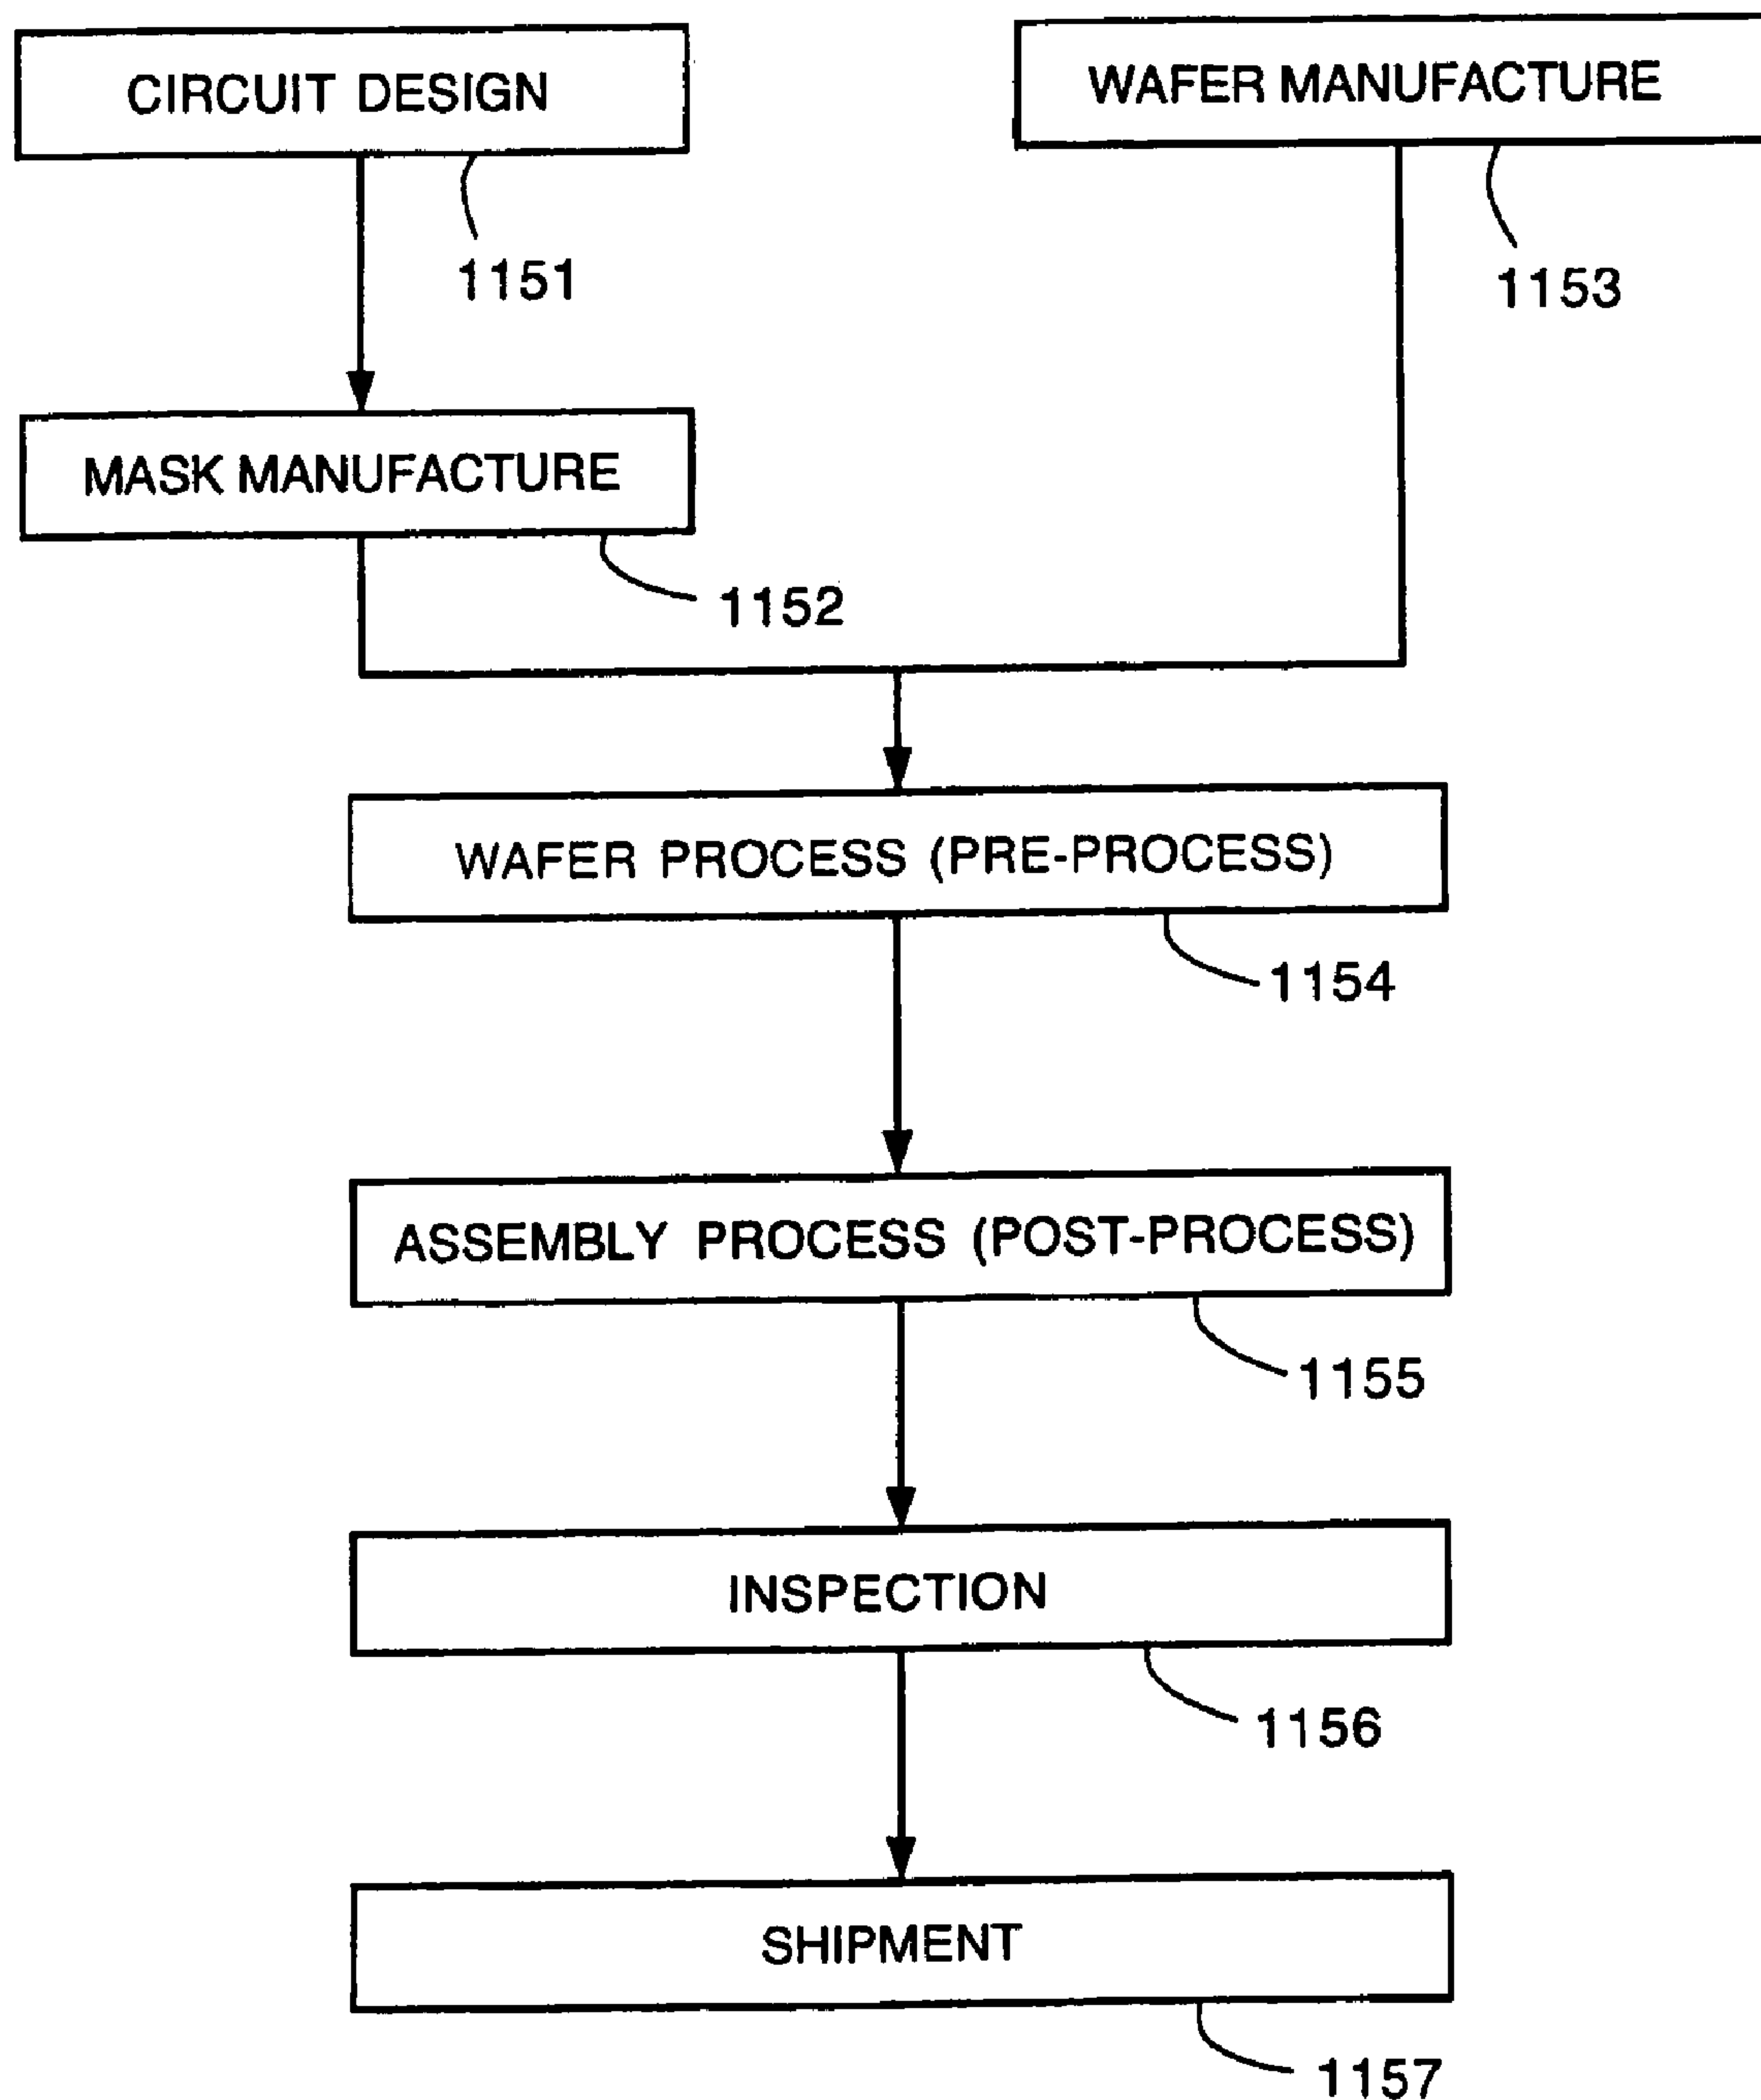 CIRCUIT DESIGN
WAFER MANUFACTURE
1151
1153
MASK MANUFACTURE
1152
WAFER PROCESS (PRE-PROCESS)
1154
ASSEMBLY PROCESS (POST-PROCESS)
1155
INSPECTION
1156
SHIPMENT
1157